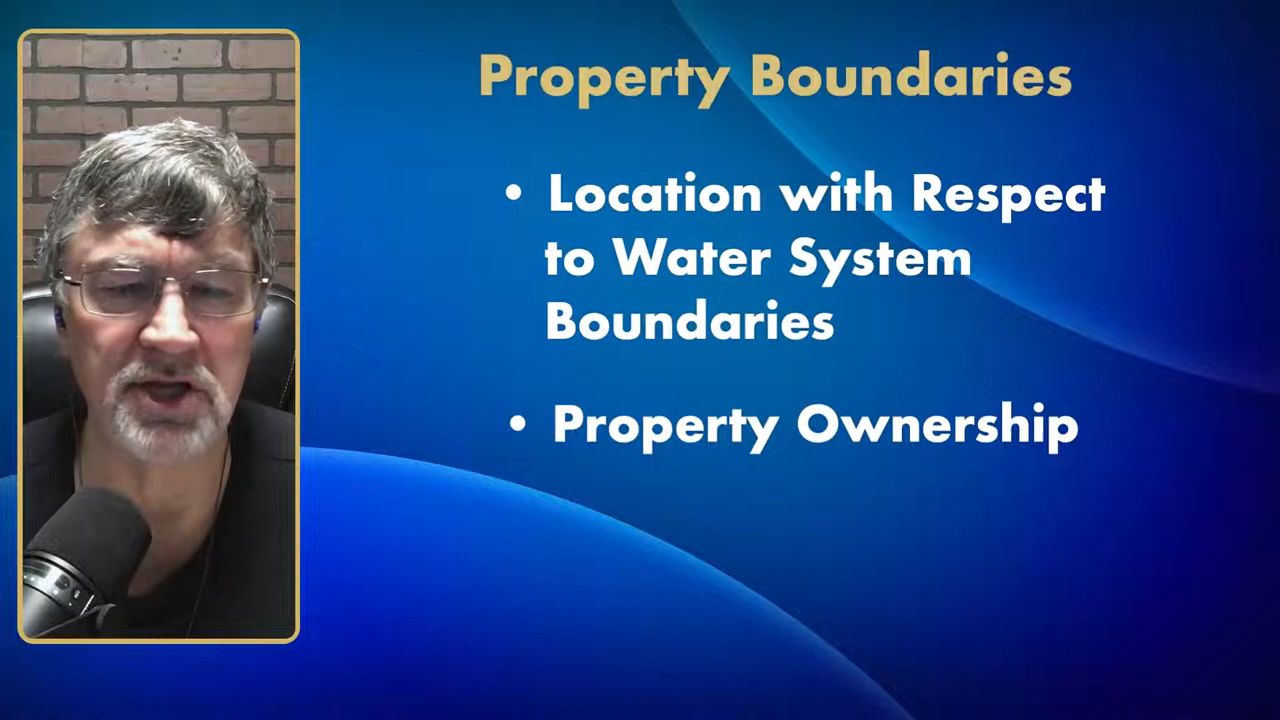 Property Boundaries
• Location with Respect
to Water System
Boundaries
• Property Ownership